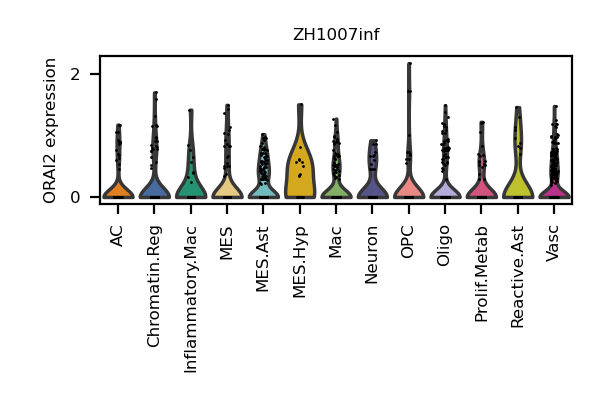 ZH1007inf
ORAI2 expression
2
0
AC
Chromatin.Reg
Inflammatory.Mac
MES
MES.Ast
MES.Hyp
Mac
Neuron
OPC
Oligo
Prolif.Metab
Reactive.Ast
Vasc